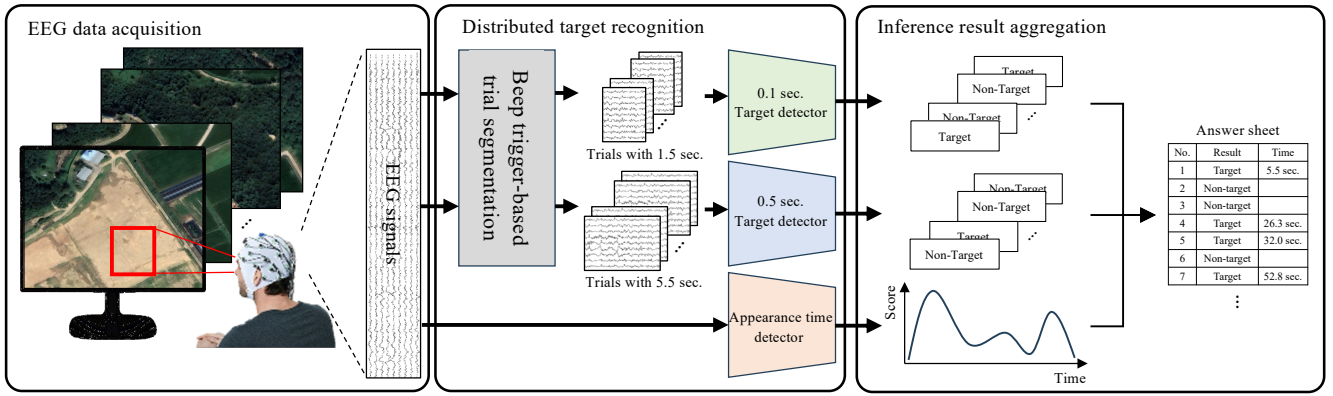 EEG data acquisition
EEG signals
Distributed target recognition
Beep trigger-based
trial segmentation
Trials with 1.5 sec.
Trials with 5.5 sec.
0.1 sec.
Target detector
0.5 sec.
Target detector
Appearance time
detector
Inference result aggregation
Target
Non-Target
Non-Target
Target
Non-Target
Non-Target
Target
Non-Target
Score
Time
Answer sheet
No. Result Time
1 Target 5.5 sec.
2 Non-target
3 Non-target
4 Target 26.3 sec.
5 Target 32.0 sec.
6 Non-target
7 Target 52.8 sec.